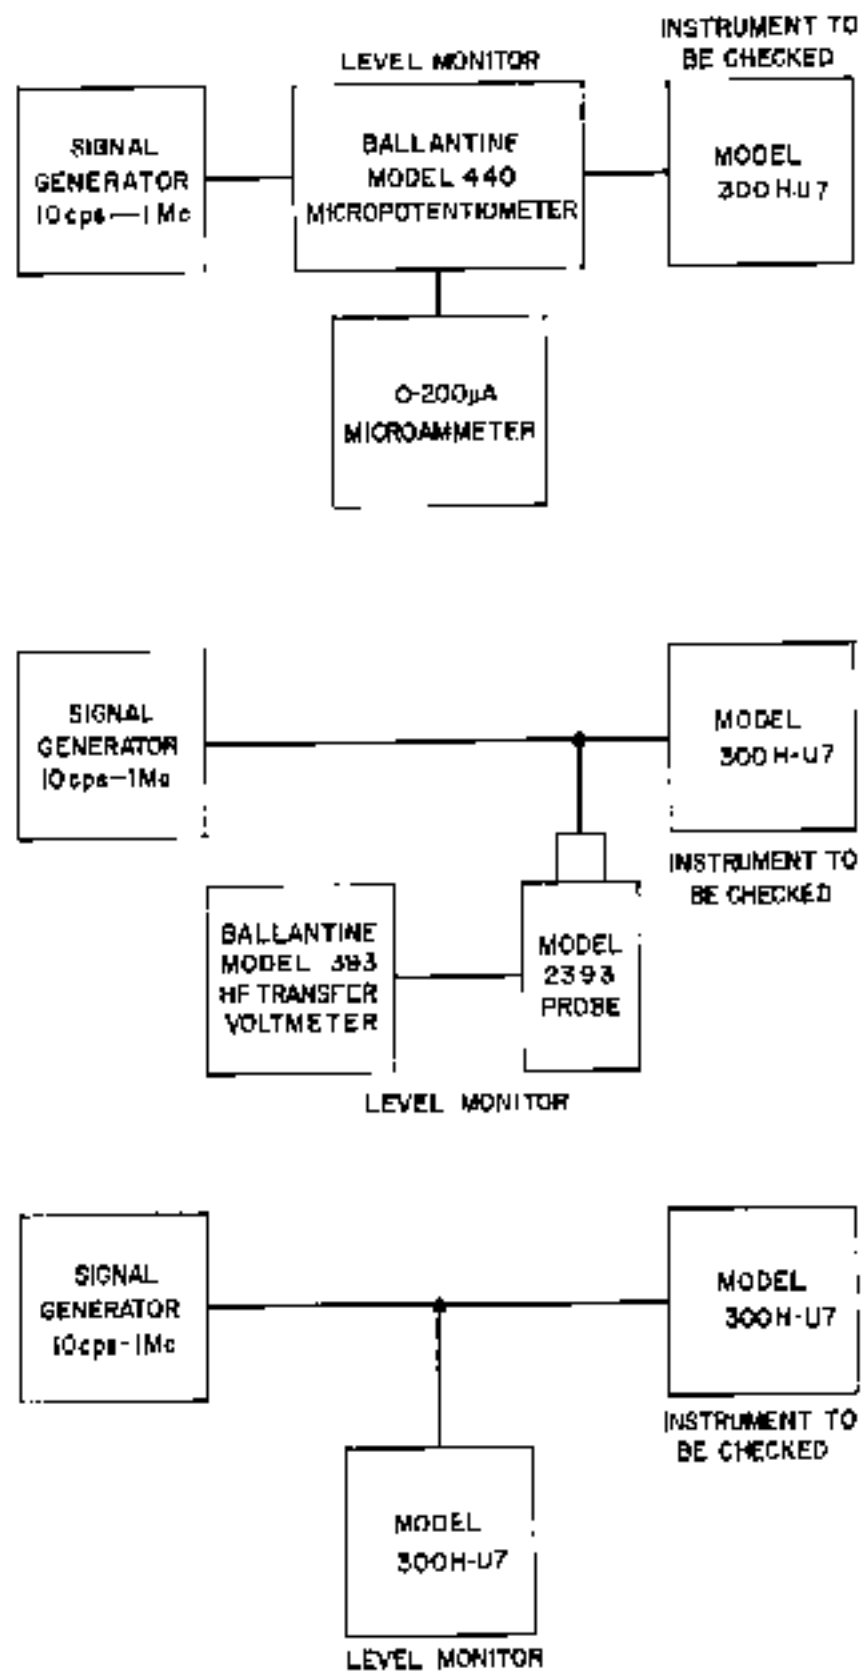 INSTRUMENT TO
BE CHECKED
LEVEL MONITOR
SIGNAL
GENERATOR
10cps—1Mc
BALLANTINE
MODEL 440
MICROPOTENTIOMETER
MODEL
300H-U7
0-200µA
MICROAMMETER
SIGNAL
GENERATOR
10cps-1Mc
MODEL
300H-U7
INSTRUMENT TO
BE CHECKED
BALLANTINE
MODEL 393
HF TRANSFER
VOLTMETER
MODEL
2393
PROBE
LEVEL MONITOR
SIGNAL
GENERATOR
10cps-1Mc
MODEL
300H-U7
INSTRUMENT TO
BE CHECKED
MODEL
300H-U7
LEVEL MONITOR